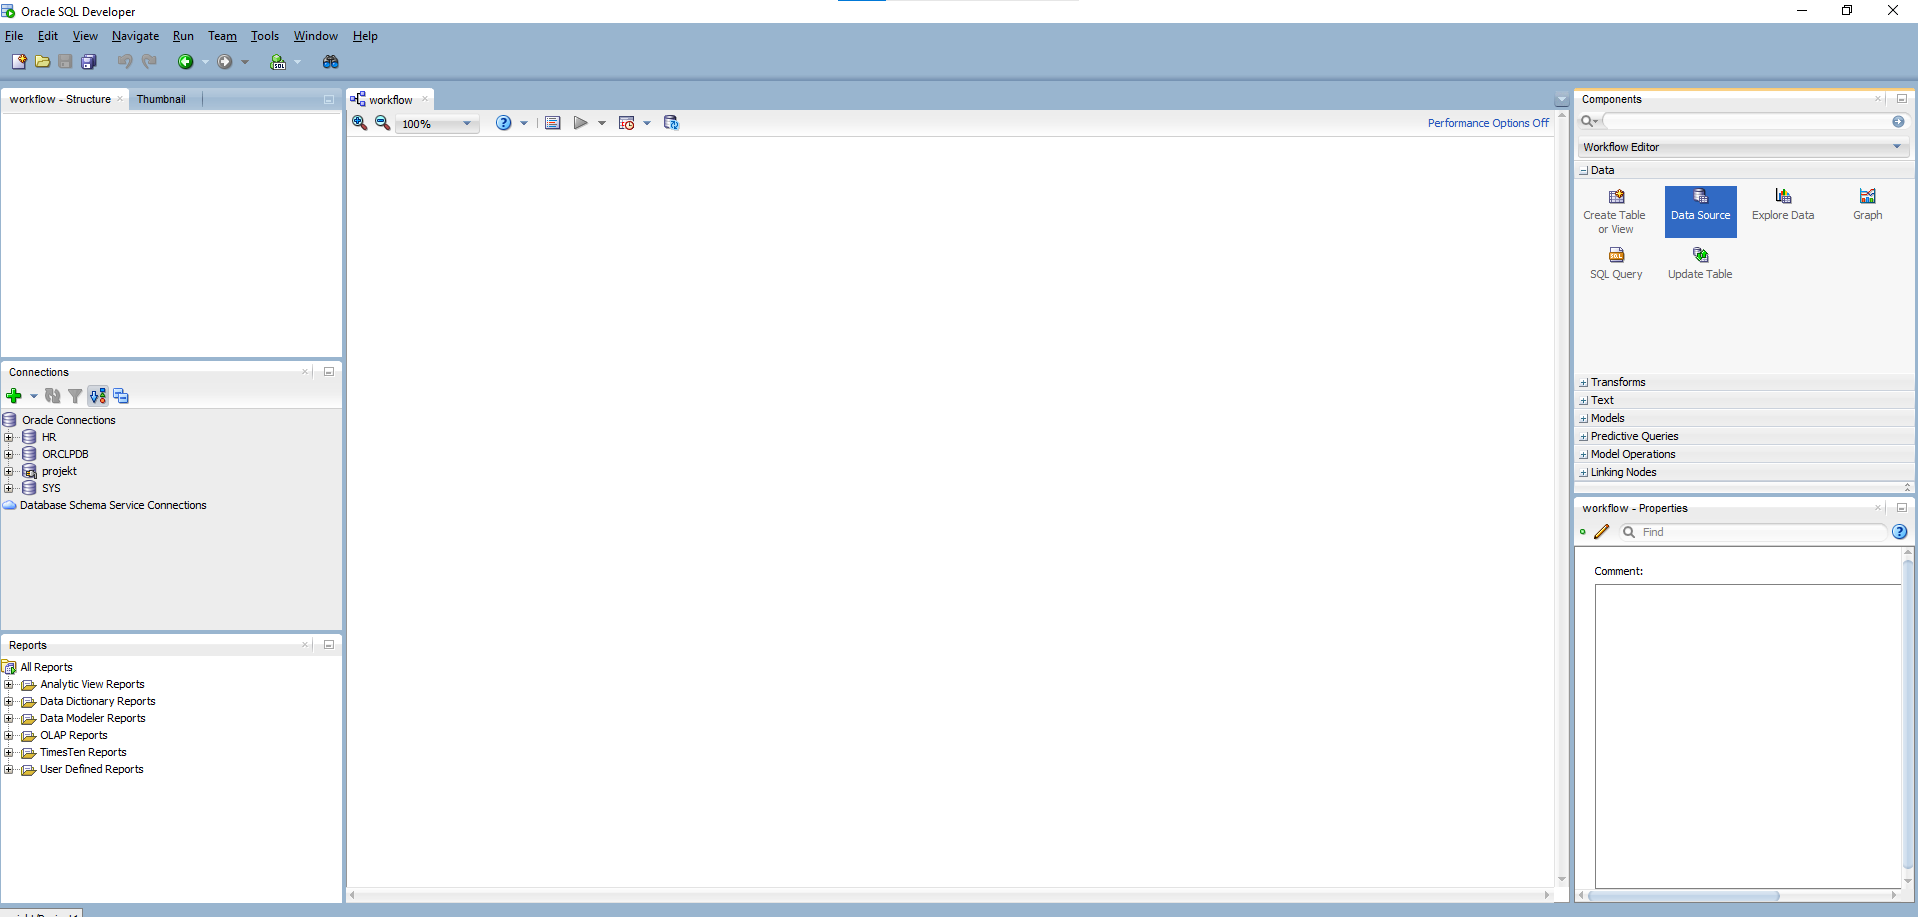 Oracle SQL Developer
File Edit View Navigate Run Team Tools Window Help
workflow - Structure
Thumbnail
Connections
Oracle Connections
HR
ORCLPDB
projekt
SYS
Database Schema Service Connections
Reports
All Reports
Analytic View Reports
Data Dictionary Reports
Data Modeler Reports
OLAP Reports
TimesTen Reports
User Defined Reports
workflow
100%
Performance Options Off
Components
Workflow Editor
Data
Create Table
or View
Data Source
Explore Data
Graph
SQL Query
Update Table
Transforms
Text
Models
Predictive Queries
Model Operations
Linking Nodes
workflow - Properties
Find
Comment: